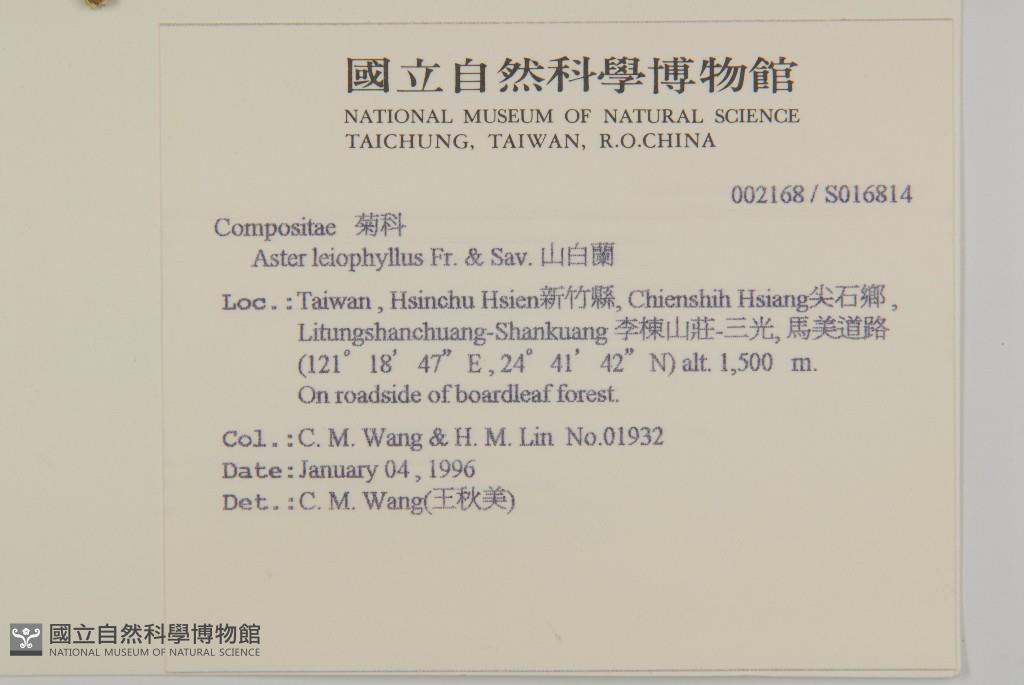 國立自然科學博物館
NATIONAL MUSEUM OF NATURAL SCIENCE
TAICHUNG, TAIWAN, R.O.CHINA
002168 / S016814
Compositae 菊科
Aster leiophyllus Fr. & Sav. 山白蘭
Loc.:Taiwan , Hsinchu Hsien新竹縣, Chienshih Hsiang尖石鄉 ,
Litungshanchuang-Shankuang 李棟山莊-三光, 馬美道路
(121° 18′ 47″ E , 24° 41′ 42″ N) alt. 1,500 m.
On roadside of boardleaf forest.
Col.:C. M. Wang & H. M. Lin No.01932
Date:January 04 , 1996
Det.:C. M. Wang(王秋美)
國立自然科學博物館
NATIONAL MUSEUM OF NATURAL SCIENCE